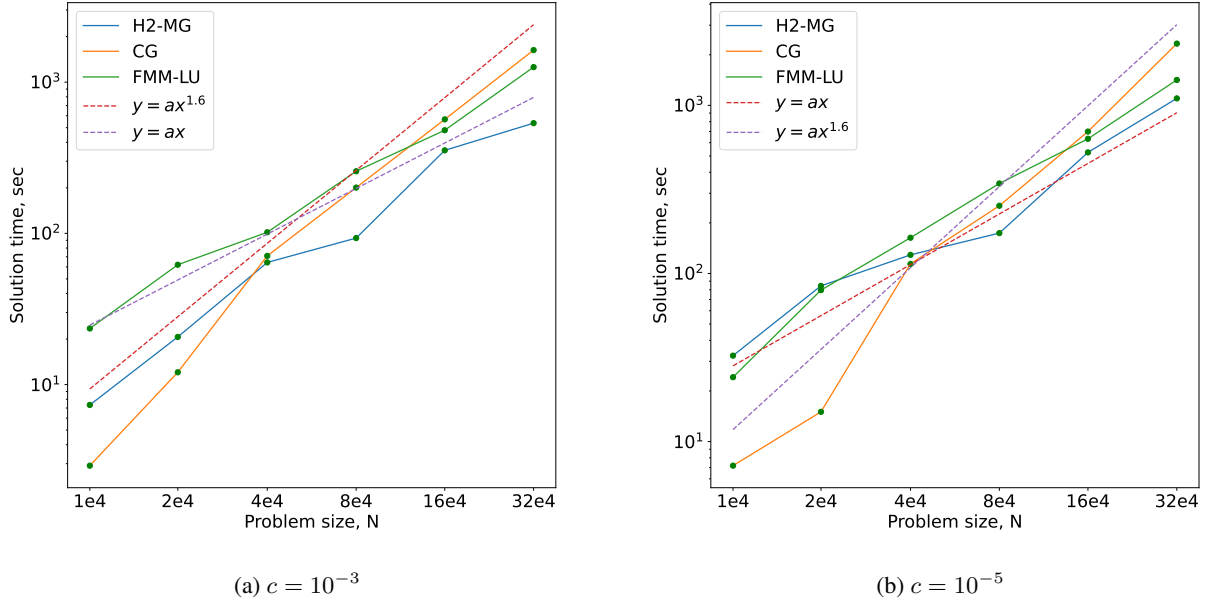 H2-MG
CG
FMM-LU
y = ax^{1.6}
y = ax
10^3
10^2
10^1
Solution time, sec
1e4 2e4 4e4 8e4 16e4 32e4
Problem size, N
(a) c = 10^{-3}
H2-MG
CG
FMM-LU
y = ax
y = ax^{1.6}
10^3
10^2
10^1
Solution time, sec
1e4 2e4 4e4 8e4 16e4 32e4
Problem size, N
(b) c = 10^{-5}